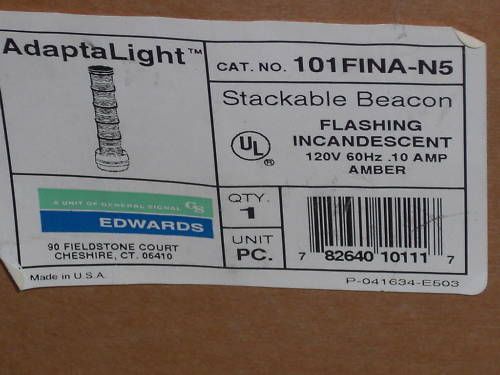 AdaptaLight™
CAT. NO. 101FINA-N5
Stackable Beacon
FLASHING
INCANDESCENT
120V 60Hz .10 AMP
AMBER
UL®
A UNIT OF GENERAL SIGNAL GS
EDWARDS
90 FIELDSTONE COURT
CHESHIRE, CT. 06410
QTY.
1
UNIT
PC.
7 82640 10111 7
Made in U.S.A.
P-041634-E503